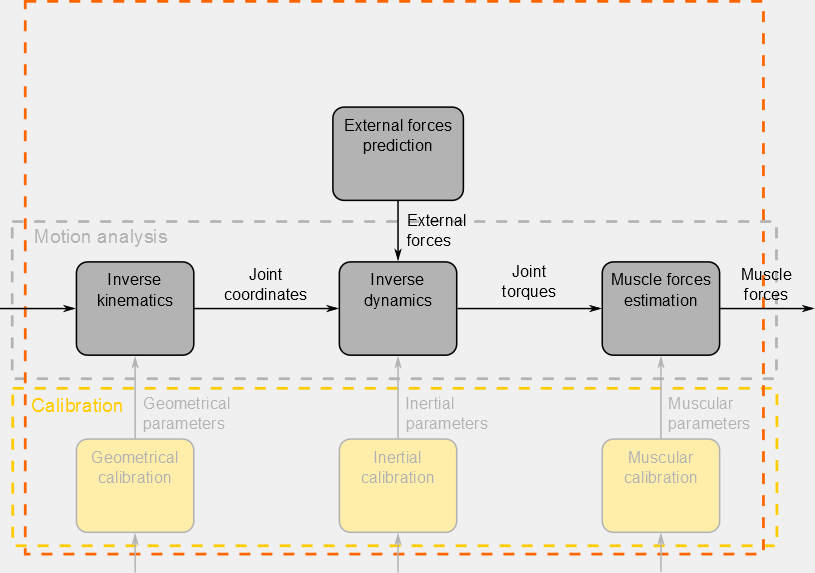 External forces
prediction
External
forces
Motion analysis
Inverse
kinematics
Joint
coordinates
Inverse
dynamics
Joint
torques
Muscle forces
estimation
Muscle
forces
Calibration
Geometrical
parameters
Inertial
parameters
Muscular
parameters
Geometrical
calibration
Inertial
calibration
Muscular
calibration